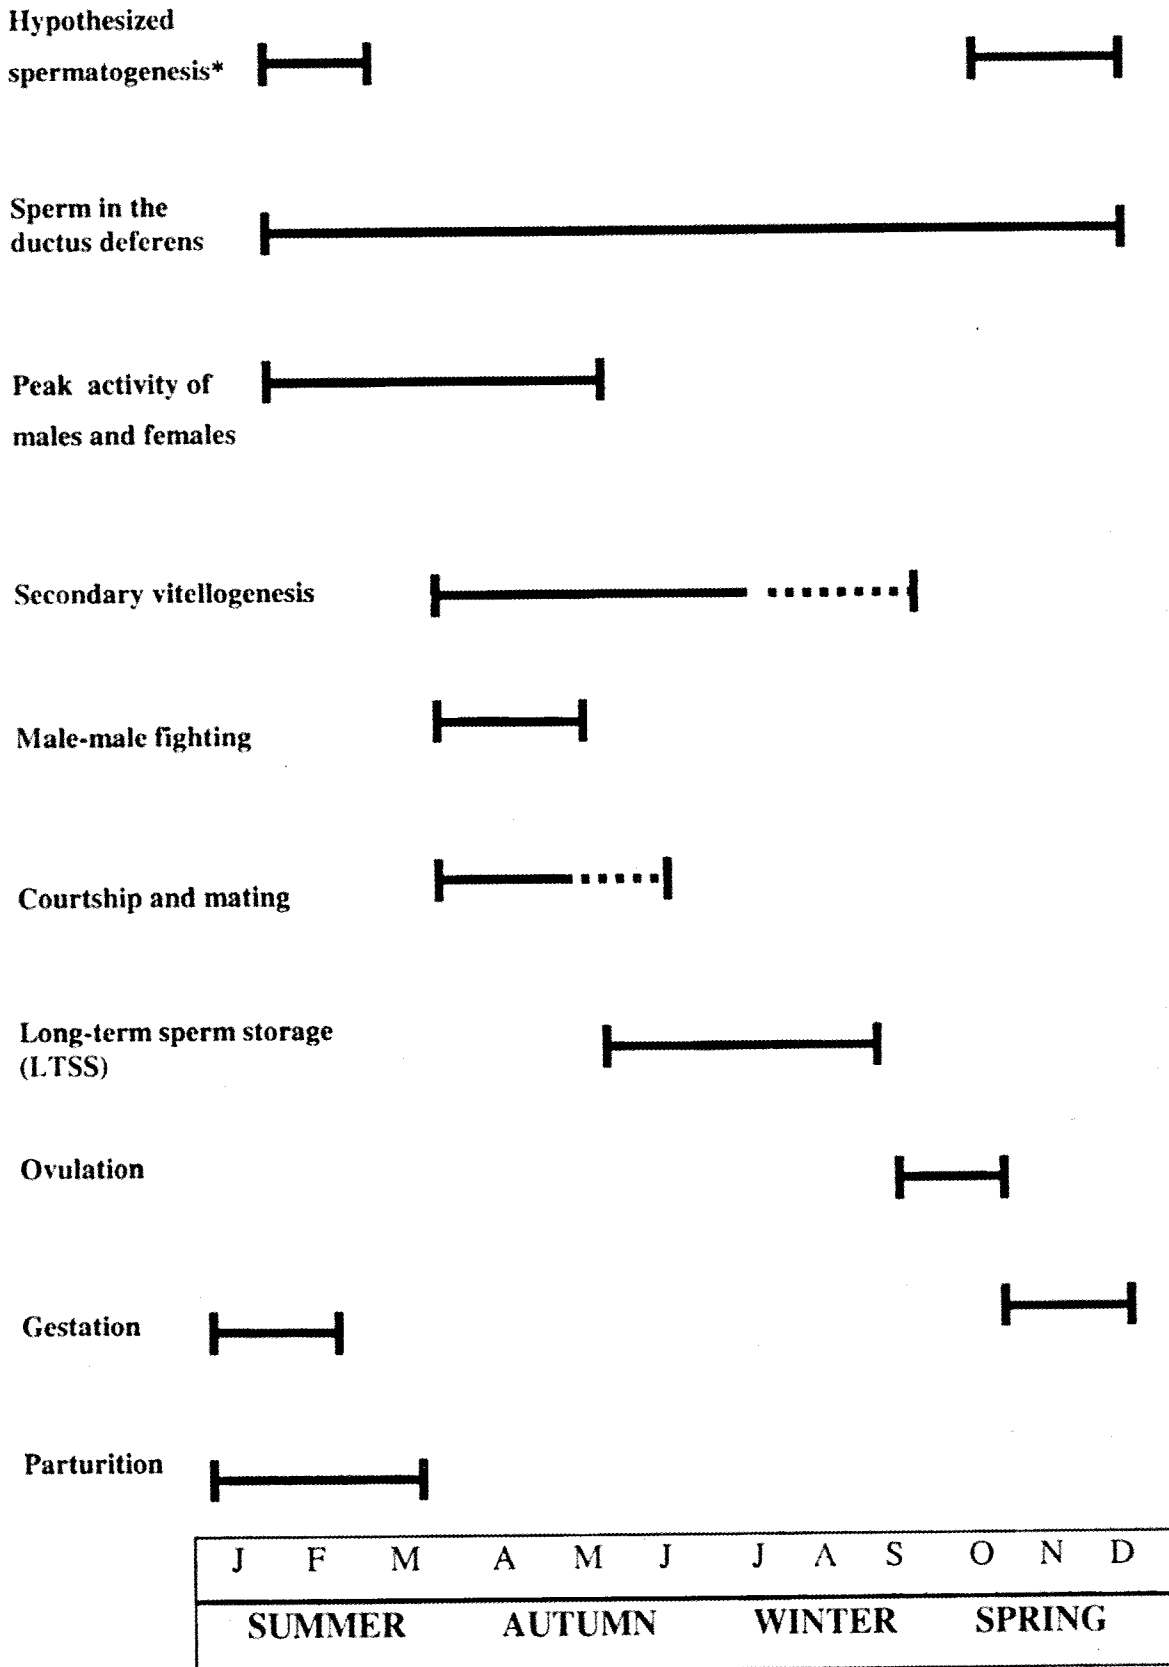 Hypothesized
spermatogenesis*
Sperm in the
ductus deferens
Peak activity of
males and females
Secondary vitellogenesis
Male-male fighting
Courtship and mating
Long-term sperm storage
(LTSS)
Ovulation
Gestation
Parturition
J F M A M J J A S O N D
SUMMER AUTUMN WINTER SPRING